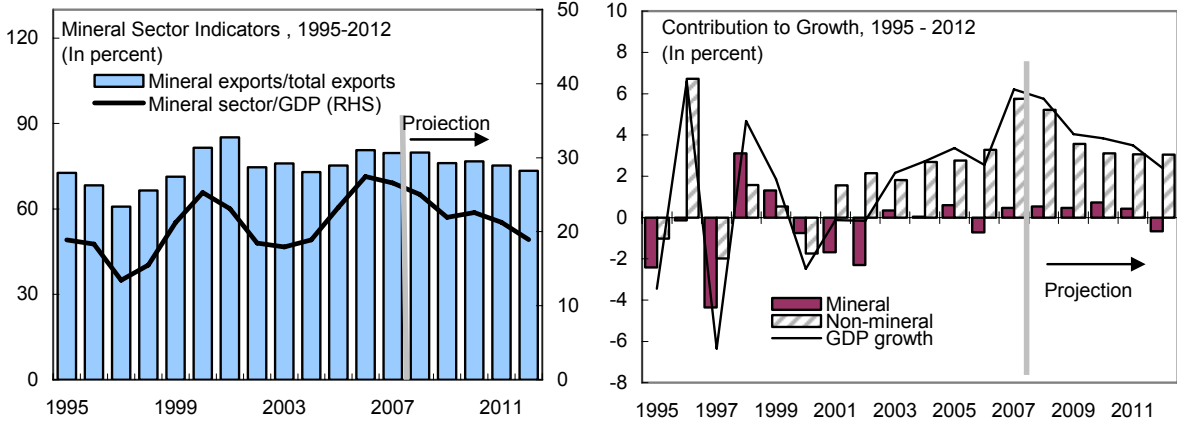 Mineral Sector Indicators , 1995-2012
(In percent)
Mineral exports/total exports
Mineral sector/GDP (RHS)
Projection
120
90
60
30
0
50
40
30
20
10
0
1995 1999 2003 2007 2011
Contribution to Growth, 1995 - 2012
(In percent)
10
8
6
4
2
0
-2
-4
-6
-8
Projection
Mineral
Non-mineral
GDP growth
1995 1997 1999 2001 2003 2005 2007 2009 2011